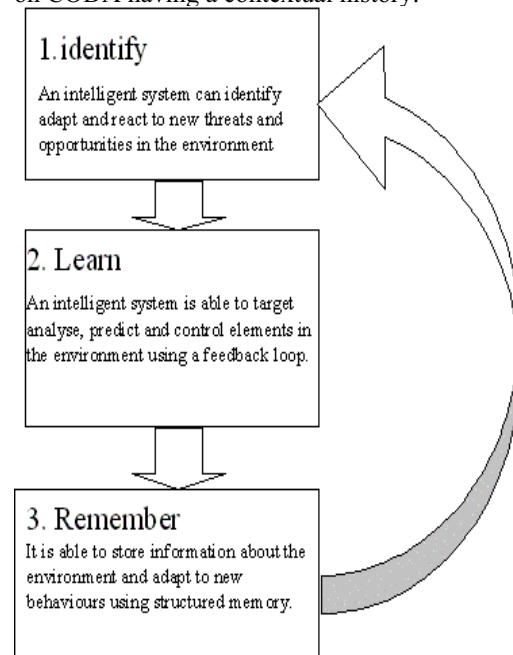 on CODA having a contextual history.
1. identify
An intelligent system can identify
adapt and react to new threats and
opportunities in the environment
2. Learn
An intelligent system is able to target
analyse, predict and control elements in
the environment using a feedback loop.
3. Remember
It is able to store information about the
environment and adapt to new
behaviours using structured memory.